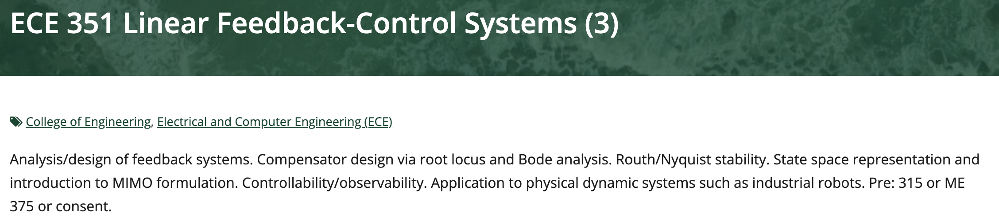 ECE 351 Linear Feedback-Control Systems (3)
College of Engineering, Electrical and Computer Engineering (ECE)
Analysis/design of feedback systems. Compensator design via root locus and Bode analysis. Routh/Nyquist stability. State space representation and
introduction to MIMO formulation. Controllability/observability. Application to physical dynamic systems such as industrial robots. Pre: 315 or ME
375 or consent.